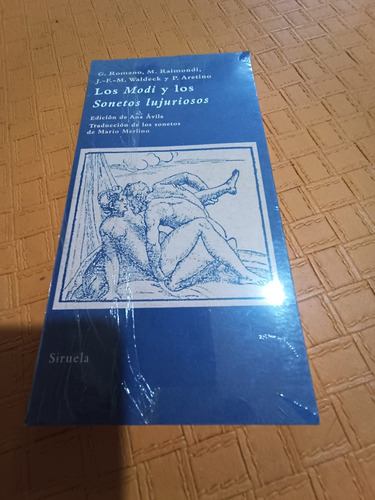 G. Romano, M. Raimondi,
J.-F.-M. Waldeck y P. Aretino
Los Modi y los
Sonetos lujuriosos
Edición de Ana Ávila
Traducción de los sonetos
de Mario Merlino
Siruela